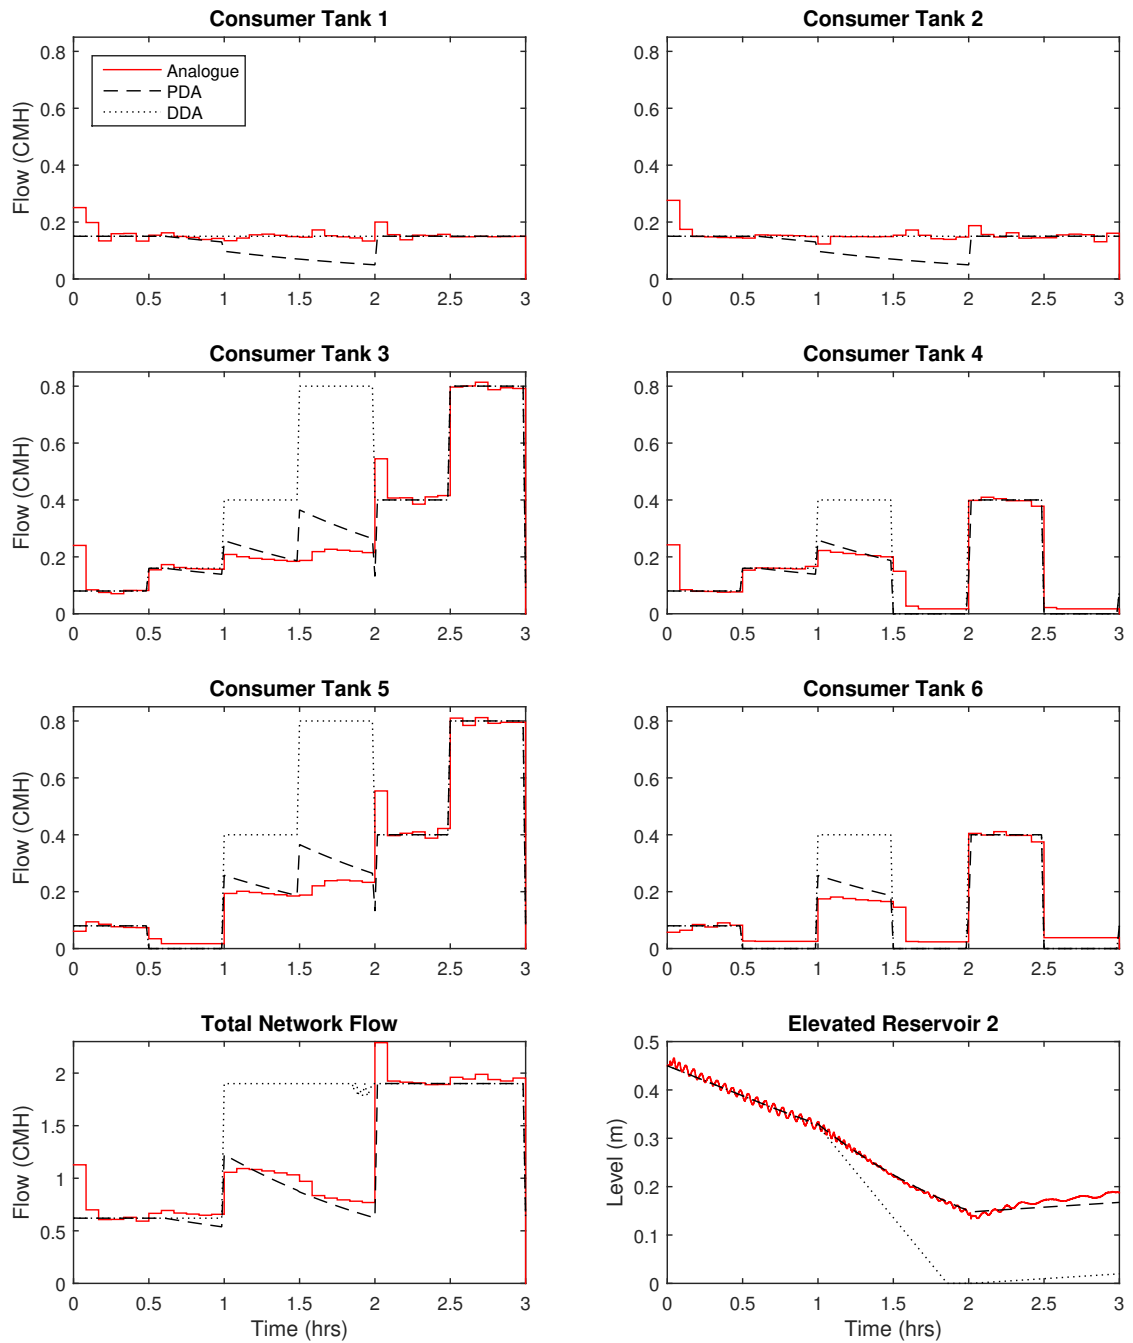 Consumer Tank 1
Flow (CMH)
0.8
0.6
0.4
0.2
0
Analogue
PDA
DDA
0 0.5 1 1.5 2 2.5 3
Consumer Tank 2
Flow (CMH)
0.8
0.6
0.4
0.2
0
0 0.5 1 1.5 2 2.5 3
Consumer Tank 3
Flow (CMH)
0.8
0.6
0.4
0.2
0
0 0.5 1 1.5 2 2.5 3
Consumer Tank 4
Flow (CMH)
0.8
0.6
0.4
0.2
0
0 0.5 1 1.5 2 2.5 3
Consumer Tank 5
Flow (CMH)
0.8
0.6
0.4
0.2
0
0 0.5 1 1.5 2 2.5 3
Consumer Tank 6
Flow (CMH)
0.8
0.6
0.4
0.2
0
0 0.5 1 1.5 2 2.5 3
Total Network Flow
Flow (CMH)
2
1.5
1
0.5
0
0 0.5 1 1.5 2 2.5 3
Time (hrs)
Elevated Reservoir 2
Level (m)
0.5
0.4
0.3
0.2
0.1
0
0 0.5 1 1.5 2 2.5 3
Time (hrs)